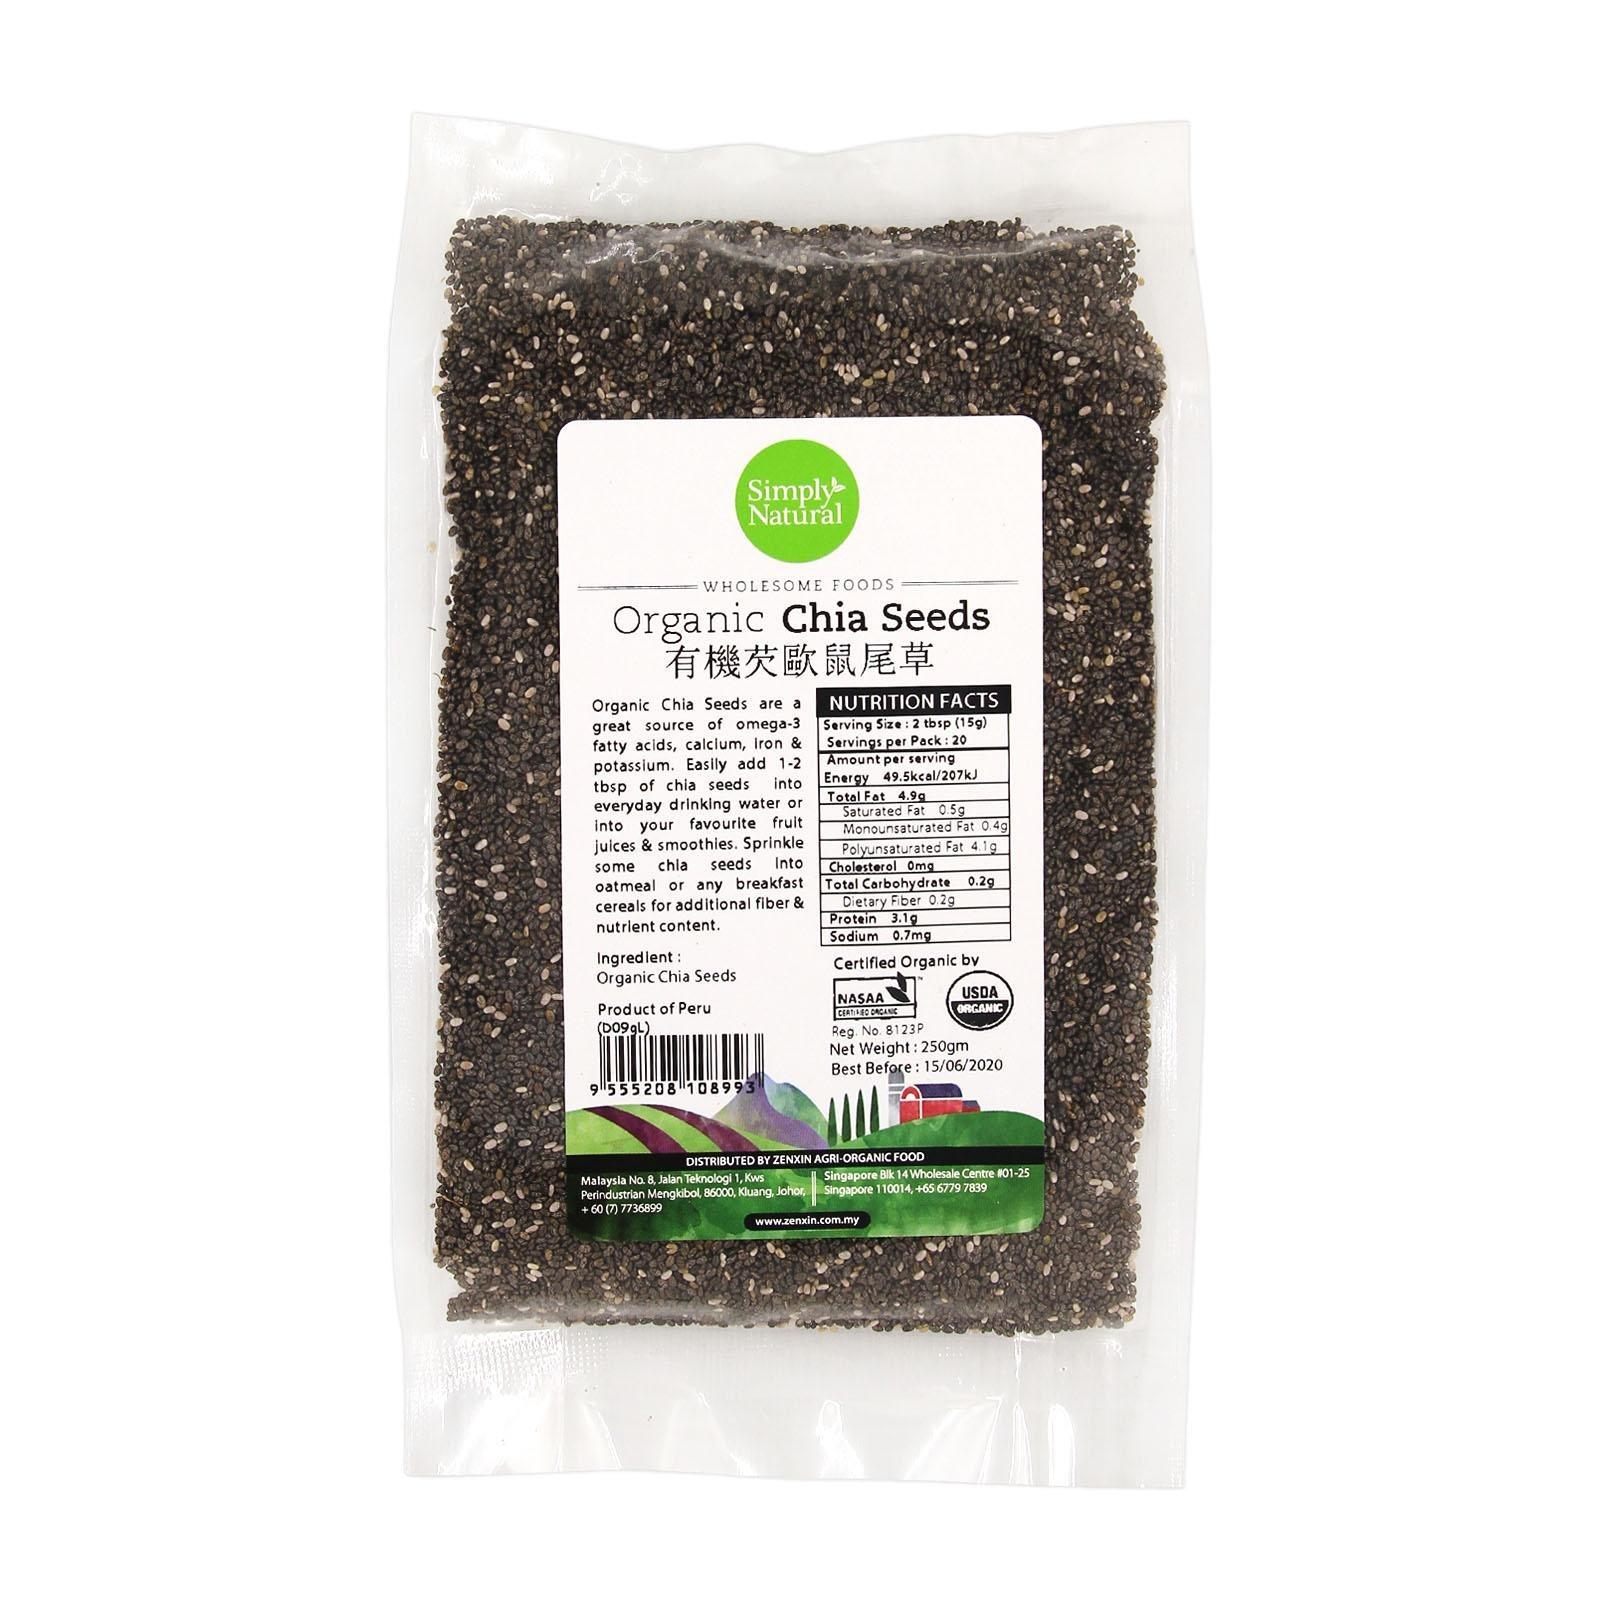 Simply
Natural
WHOLESOME FOODS
Organic Chia Seeds
有機芡歐鼠尾草
Organic Chia Seeds are a
great source of omega-3
fatty acids, calcium, iron &
potassium. Easily add 1-2
tbsp of chia seeds into
everyday drinking water or
into your favourite fruit
juices & smoothies. Sprinkle
some chia seeds into
oatmeal or any breakfast
cereals for additional fiber &
nutrient content.
Ingredient :
Organic Chia Seeds
Product of Peru
(D09gL)
9 555208 108993
NUTRITION FACTS
Serving Size : 2 tbsp (15g)
Servings per Pack : 20
Amount per serving
Energy 49.5kcal/207kJ
Total Fat 4.9g
Saturated Fat 0.5g
Monounsaturated Fat 0.4g
Polyunsaturated Fat 4.1g
Cholesterol 0mg
Total Carbohydrate 0.2g
Dietary Fiber 0.2g
Protein 3.1g
Sodium 0.7mg
Certified Organic by
NASAA
CERTIFIED ORGANIC
USDA
ORGANIC
Reg. No. 8123P
Net Weight : 250gm
Best Before : 15/06/2020
DISTRIBUTED BY ZENXIN AGRI-ORGANIC FOOD
Malaysia No. 8, Jalan Teknologi 1, Kws
Perindustrian Mengkibol, 86000, Kluang, Johor,
+ 60 (7) 7736899
Singapore Blk 14 Wholesale Centre #01-25
Singapore 110014, +65 6779 7839
www.zenxin.com.my